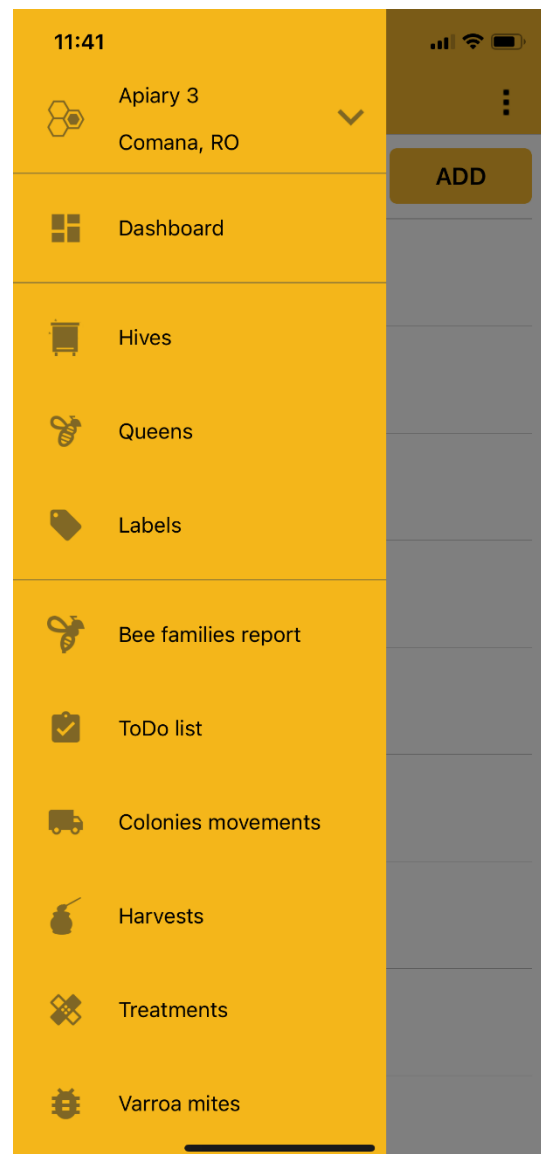 11:41
Apiary 3
Comana, RO
ADD
Dashboard
Hives
Queens
Labels
Bee families report
ToDo list
Colonies movements
Harvests
Treatments
Varroa mites